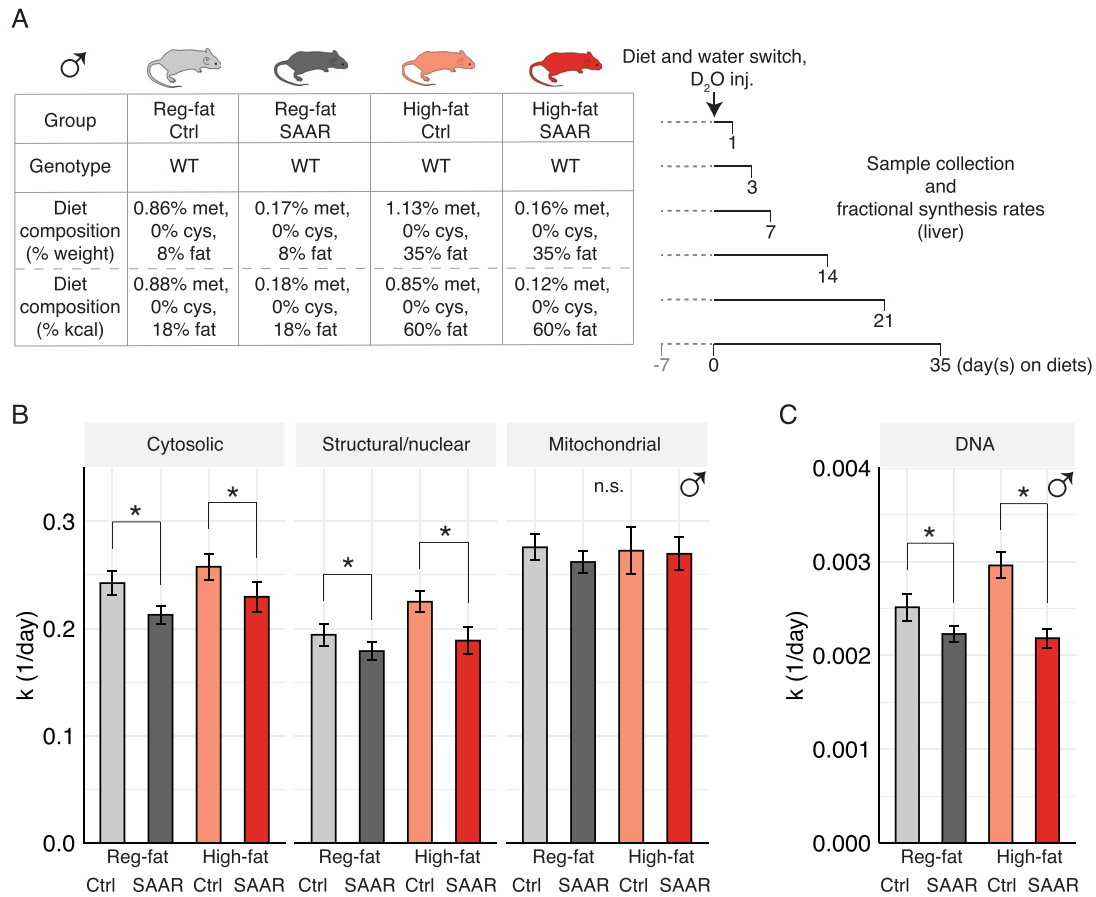 A
♂
Group
Reg-fat
Ctrl
Reg-fat
SAAR
High-fat
Ctrl
High-fat
SAAR
Genotype
WT
WT
WT
WT
Diet
composition
(% weight)
0.86% met,
0% cys,
8% fat
0.17% met,
0% cys,
8% fat
1.13% met,
0% cys,
35% fat
0.16% met,
0% cys,
35% fat
Diet
composition
(% kcal)
0.88% met,
0% cys,
18% fat
0.18% met,
0% cys,
18% fat
0.85% met,
0% cys,
60% fat
0.12% met,
0% cys,
60% fat
Diet and water switch,
D₂O inj.
1
3
7
14
21
-7 0 35 (day(s) on diets)
Sample collection
and
fractional synthesis rates
(liver)
B
Cytosolic
Structural/nuclear
Mitochondrial
k (1/day)
0.3
0.2
0.1
0.0
*
*
*
*
n.s.
♂
Reg-fat High-fat Reg-fat High-fat Reg-fat High-fat
Ctrl SAAR Ctrl SAAR Ctrl SAAR Ctrl SAAR Ctrl SAAR Ctrl SAAR
C
DNA
k (1/day)
0.004
0.003
0.002
0.001
0.000
*
*
♂
Reg-fat High-fat
Ctrl SAAR Ctrl SAAR